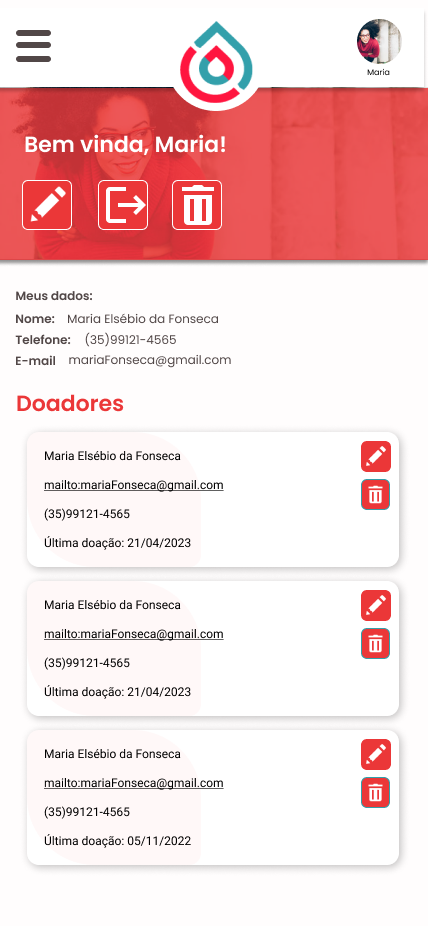 Maria
Bem vinda, Maria!
Meus dados:
Nome: Maria Elsébio da Fonseca
Telefone: (35)99121-4565
E-mail mariaFonseca@gmail.com
Doadores
Maria Elsébio da Fonseca
mailto:mariaFonseca@gmail.com
(35)99121-4565
Última doação: 21/04/2023
Maria Elsébio da Fonseca
mailto:mariaFonseca@gmail.com
(35)99121-4565
Última doação: 21/04/2023
Maria Elsébio da Fonseca
mailto:mariaFonseca@gmail.com
(35)99121-4565
Última doação: 05/11/2022